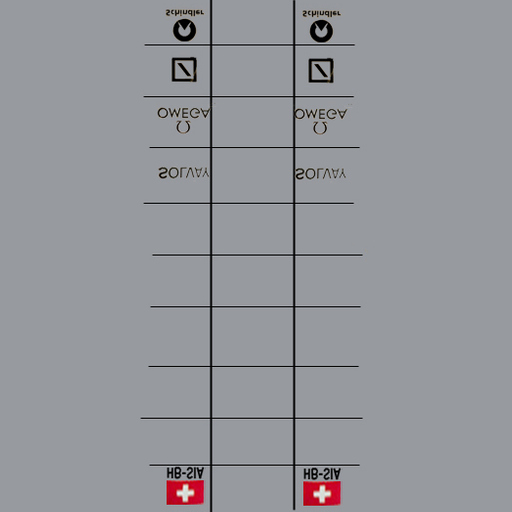 Schindler
Schindler
OMEGA
OMEGA
Ω
Ω
SOLVAY
SOLVAY
HB-SIA
HB-SIA